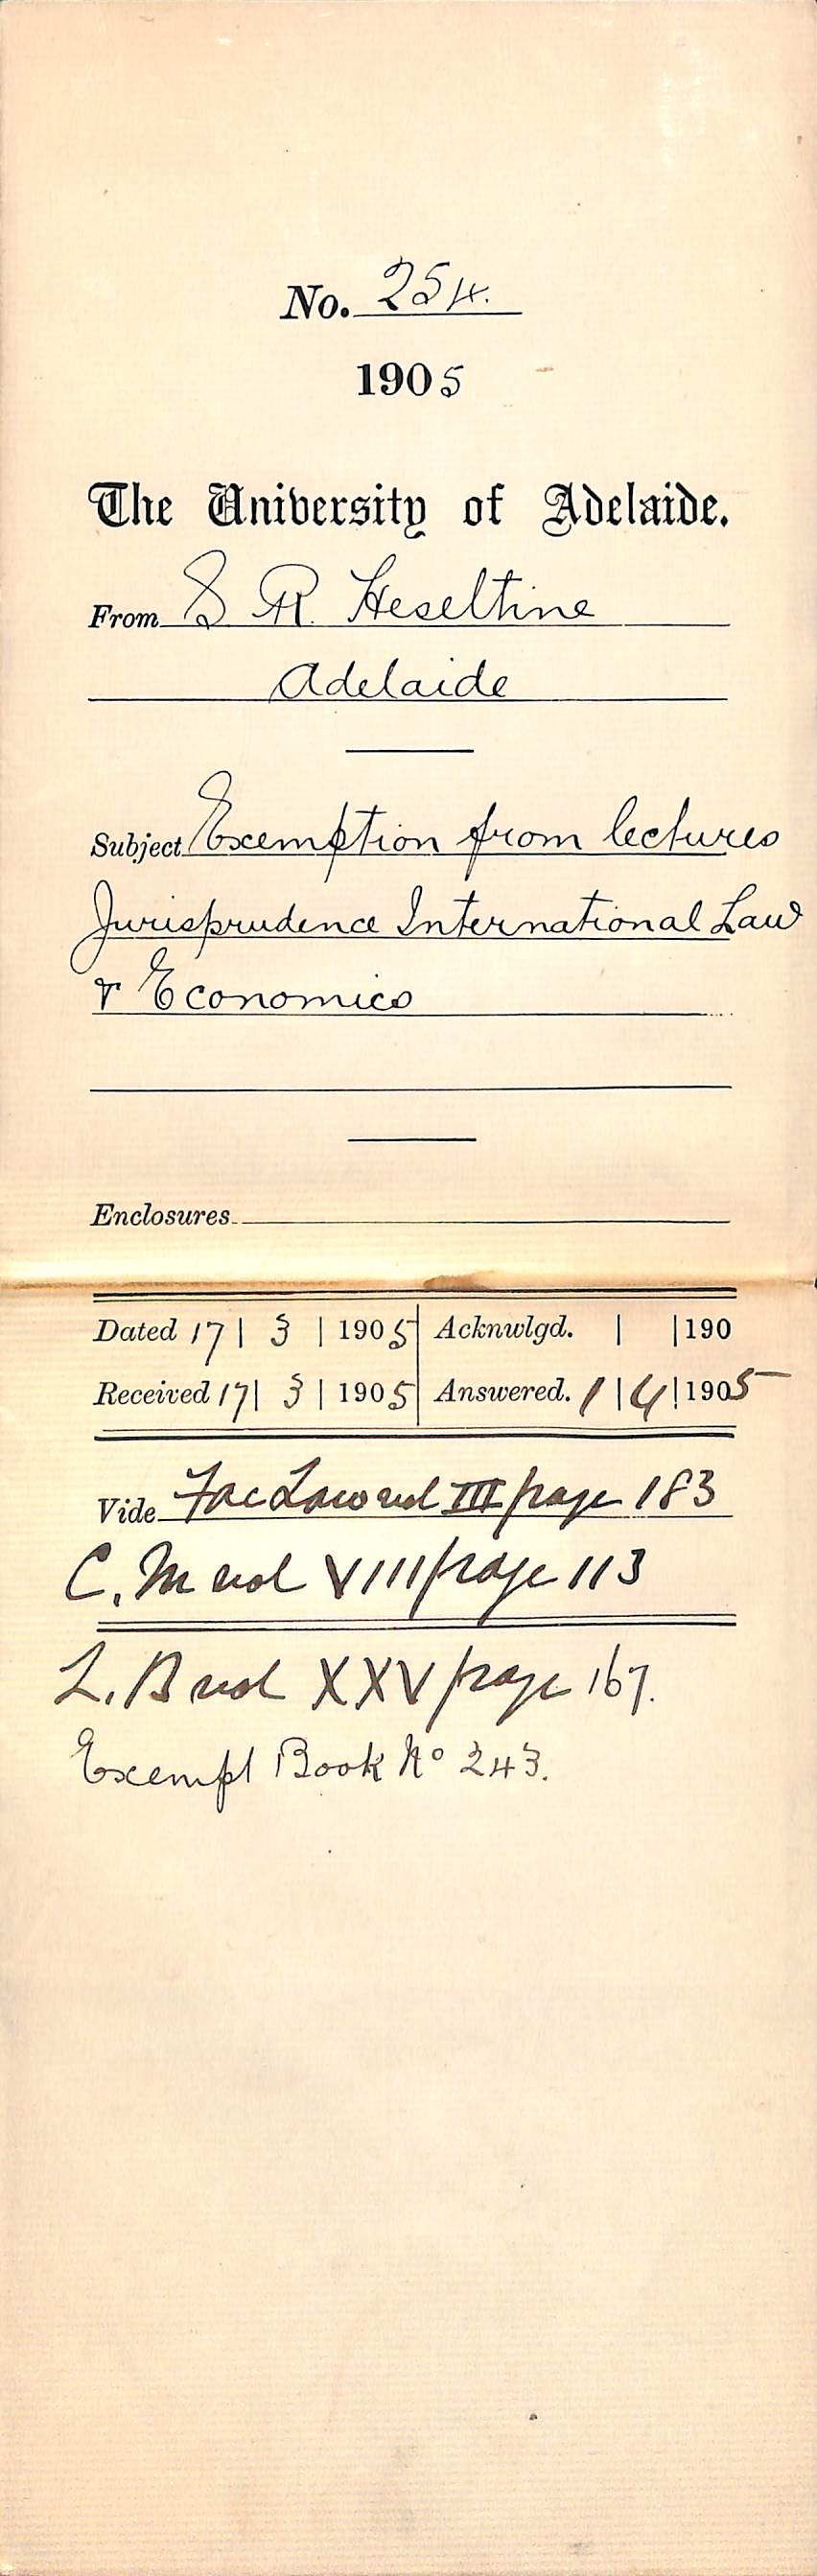 No. 254.
1905
The University of Adelaide.
From S R. Heseltine
Adelaide
Subject Exemption from lectures
Jurisprudence International Law
& Economics
Enclosures
Dated 17 | 3 | 1905 Acknwlgd. | | 190
Received 17 | 3 | 1905 Answered. 1 | 4 | 1905
Vide Fac Law vol III page 183
C. M vol VIII page 113
L. B vol XXV page 167.
Exempt Book No 243.